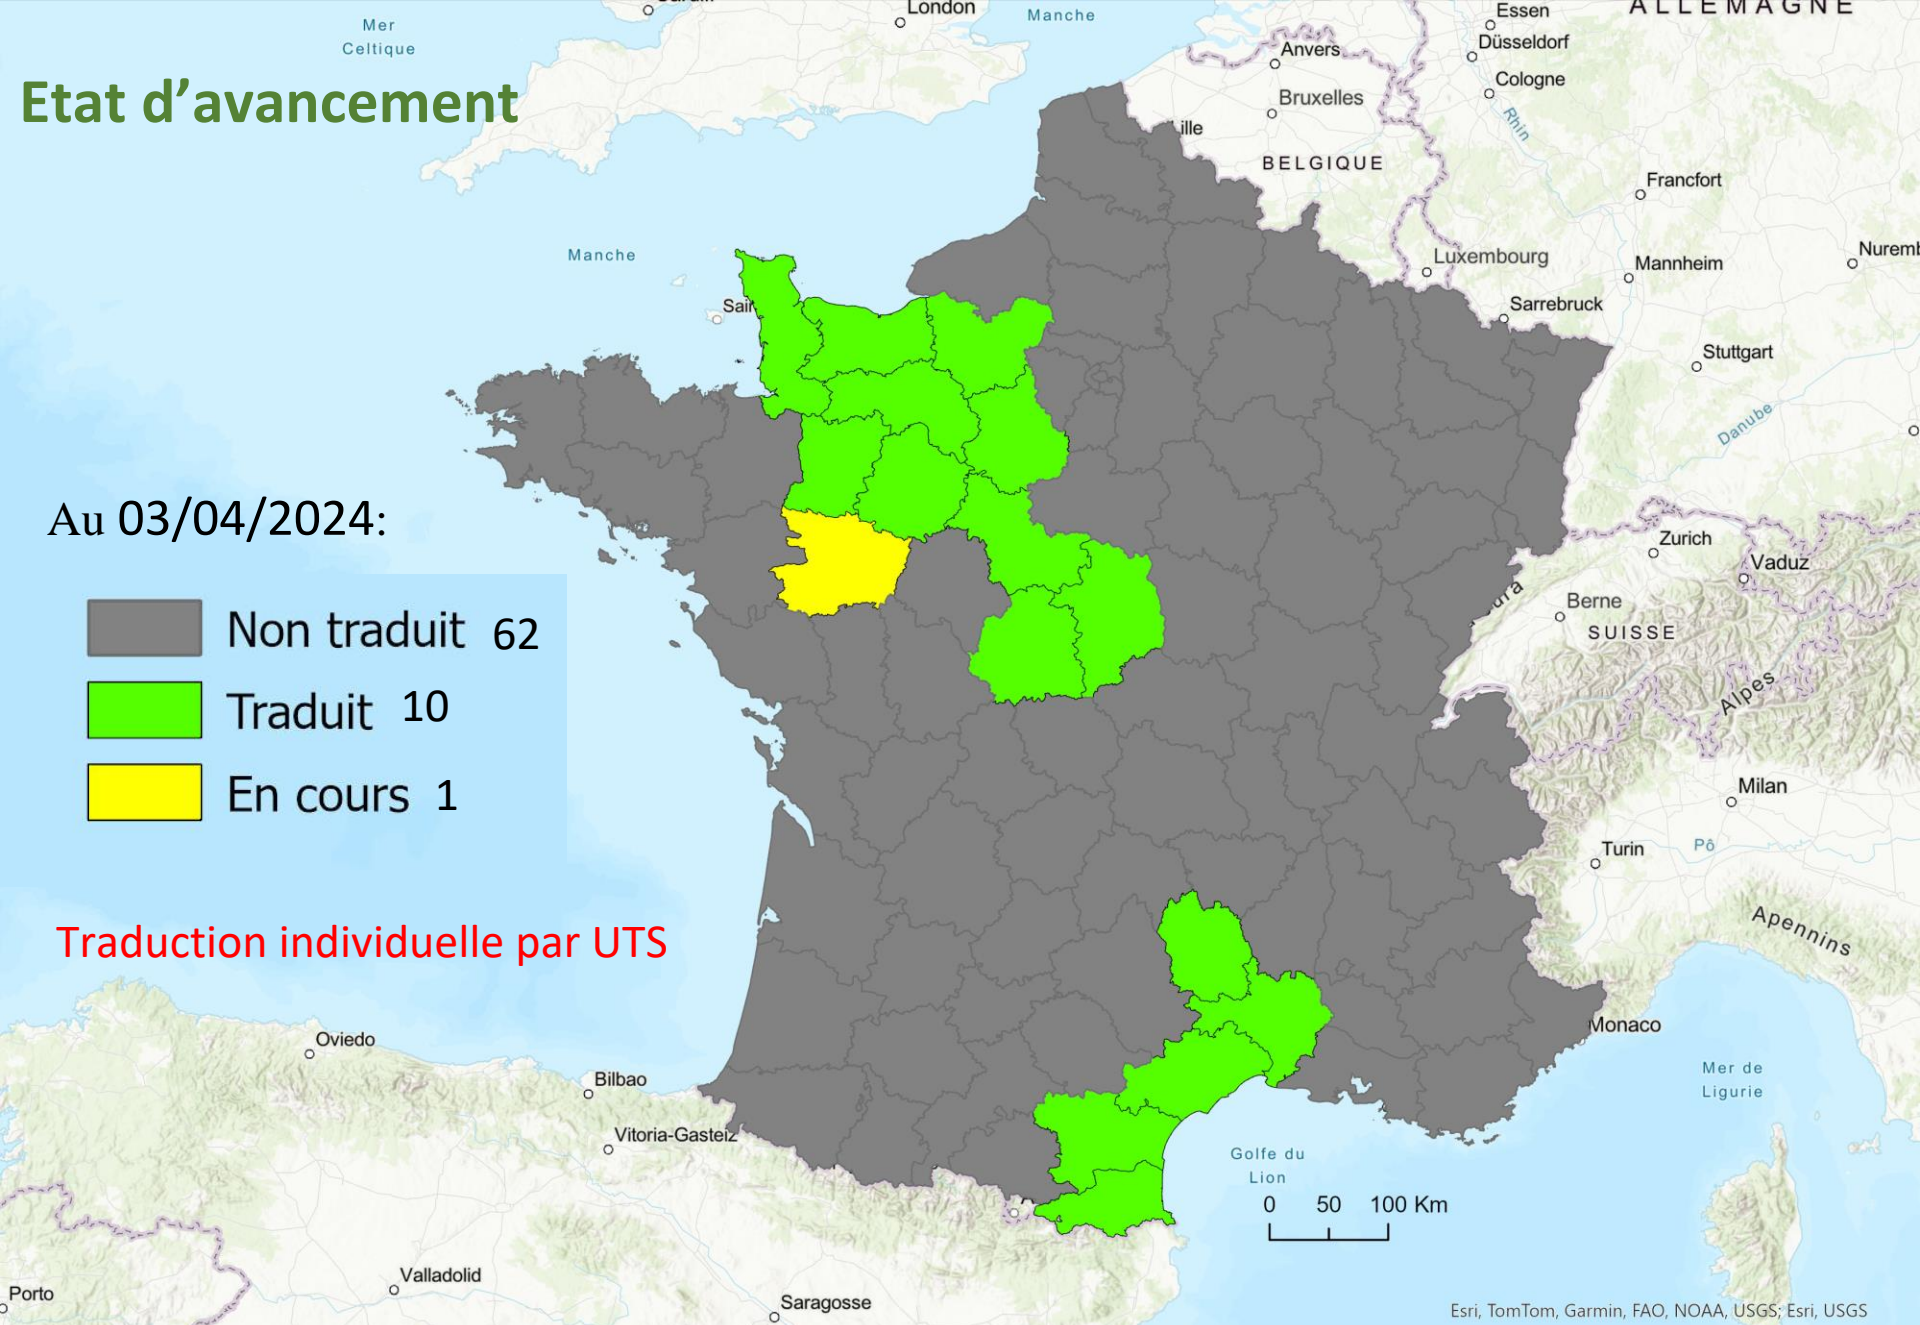 Etat d’avancement
Au 03/04/2024:
Non traduit 62
Traduit 10
En cours 1
Traduction individuelle par UTS
Mer
Celtique
London
Manche
Essen
ALLEMAGNE
Düsseldorf
Anvers
Cologne
Bruxelles
Rhin
BELGIQUE
Francfort
Manche
Luxembourg
Mannheim
Sarrebruck
Stuttgart
Danube
Zurich
Vaduz
Berne
SUISSE
Alpes
Milan
Turin
Pô
Apennins
Monaco
Mer de
Ligurie
Oviedo
Bilbao
Vitoria-Gasteiz
Golfe du
Lion
0 50 100 Km
Valladolid
Saragosse
Porto
Esri, TomTom, Garmin, FAO, NOAA, USGS; Esri, USGS